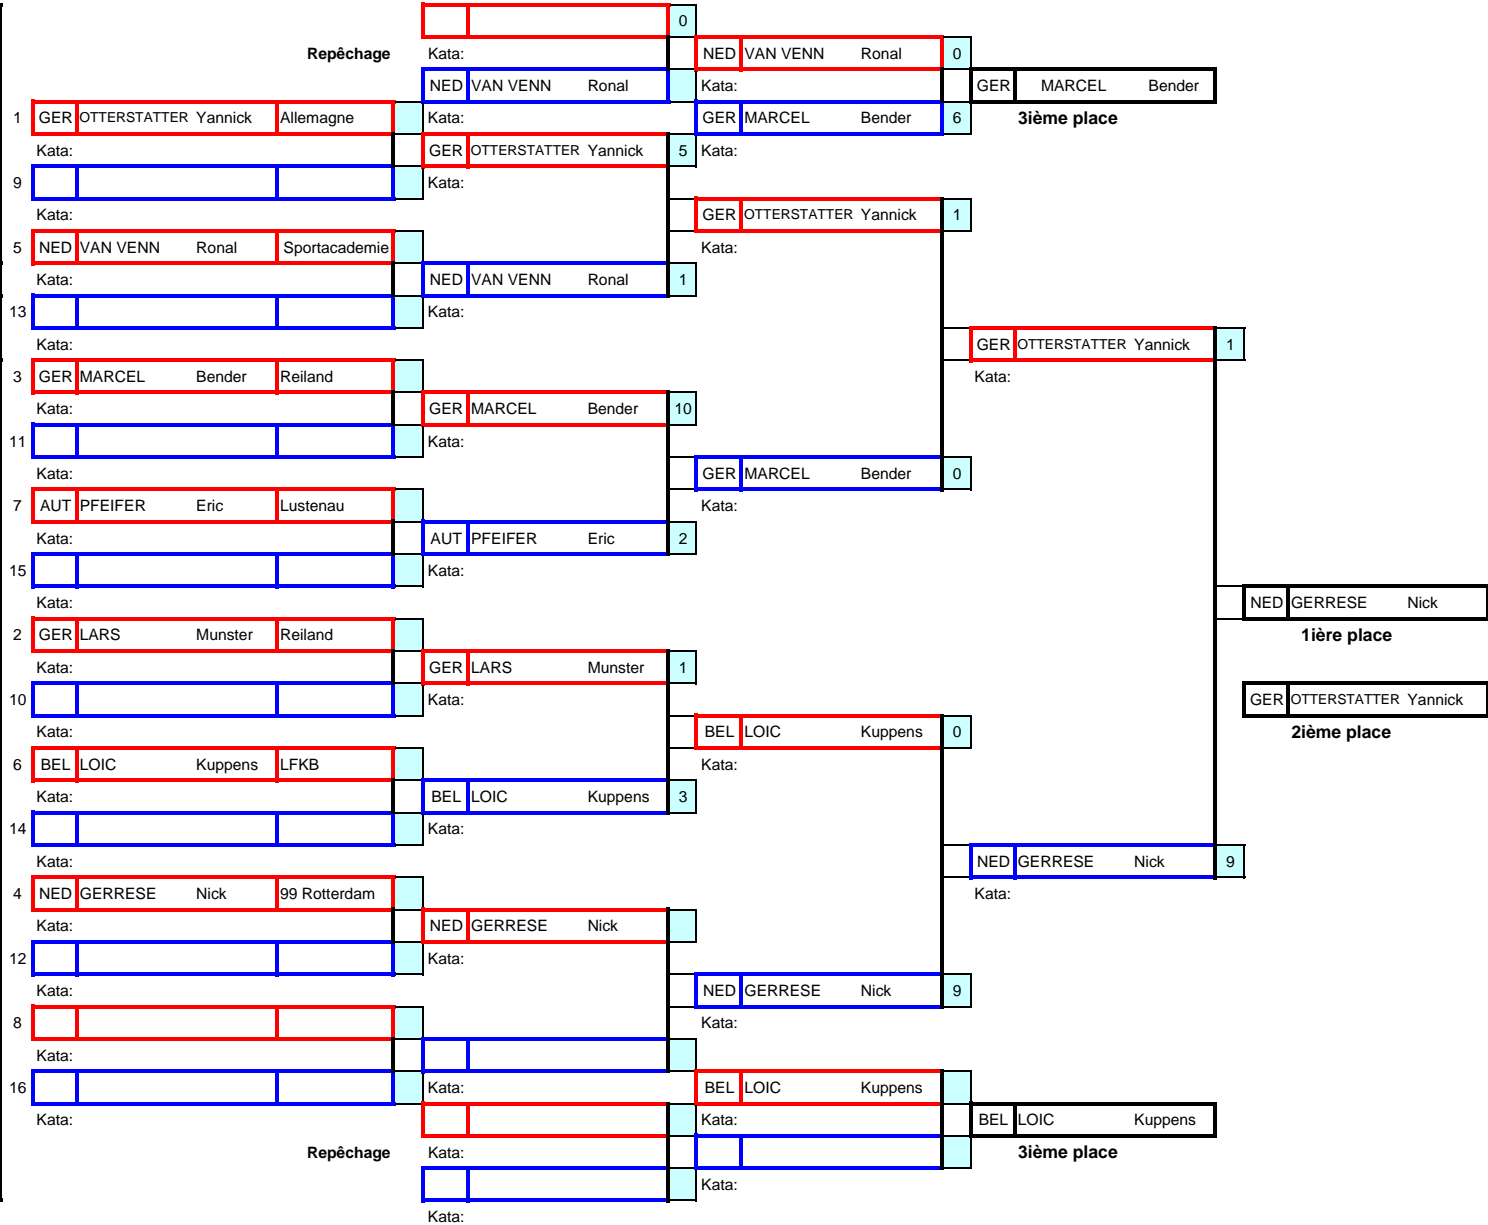 0
Repêchage Kata: NED VAN VENN Ronal 0
NED VAN VENN Ronal Kata: GER MARCEL Bender
1 GER OTTERSTATTER Yannick Allemagne Kata: GER MARCEL Bender 6 3ième place
Kata: GER OTTERSTATTER Yannick 5 Kata:
9 Kata:
Kata: GER OTTERSTATTER Yannick 1
5 NED VAN VENN Ronal Sportacademie Kata:
Kata: NED VAN VENN Ronal 1
13 Kata:
Kata: GER OTTERSTATTER Yannick 1
3 GER MARCEL Bender Reiland Kata:
Kata: GER MARCEL Bender 10
11 Kata:
Kata: GER MARCEL Bender 0
7 AUT PFEIFER Eric Lustenau Kata:
Kata: AUT PFEIFER Eric 2
15 Kata:
Kata: NED GERRESE Nick
2 GER LARS Munster Reiland 1ière place
Kata: GER LARS Munster 1
10 Kata: GER OTTERSTATTER Yannick
Kata: BEL LOIC Kuppens 0 2ième place
6 BEL LOIC Kuppens LFKB Kata:
Kata: BEL LOIC Kuppens 3
14 Kata:
Kata: NED GERRESE Nick 9
4 NED GERRESE Nick 99 Rotterdam Kata:
Kata: NED GERRESE Nick
12 Kata:
Kata: NED GERRESE Nick 9
8 Kata:
Kata:
16 Kata: BEL LOIC Kuppens
Kata: Kata: BEL LOIC Kuppens
Repêchage Kata: 3ième place
Kata:
Kata: